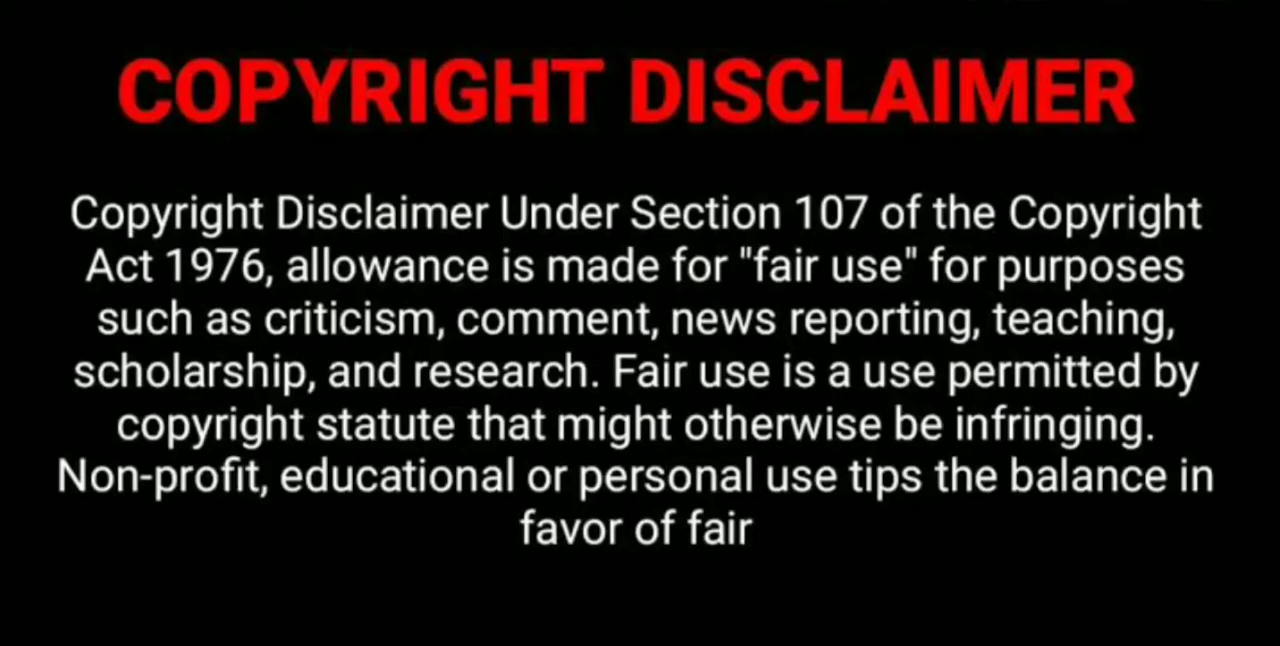 COPYRIGHT DISCLAIMER
Copyright Disclaimer Under Section 107 of the Copyright
Act 1976, allowance is made for "fair use" for purposes
such as criticism, comment, news reporting, teaching,
scholarship, and research. Fair use is a use permitted by
copyright statute that might otherwise be infringing.
Non-profit, educational or personal use tips the balance in
favor of fair